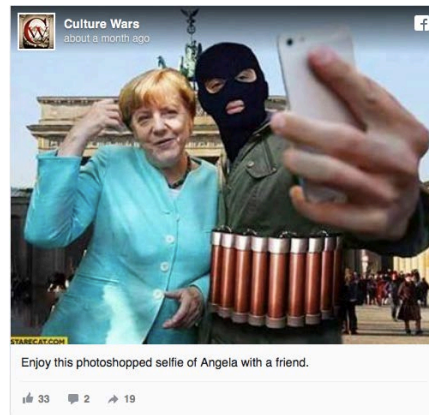 Culture Wars
about a month ago
f
STARECAT.COM
Enjoy this photoshopped selfie of Angela with a friend.
33 2 19